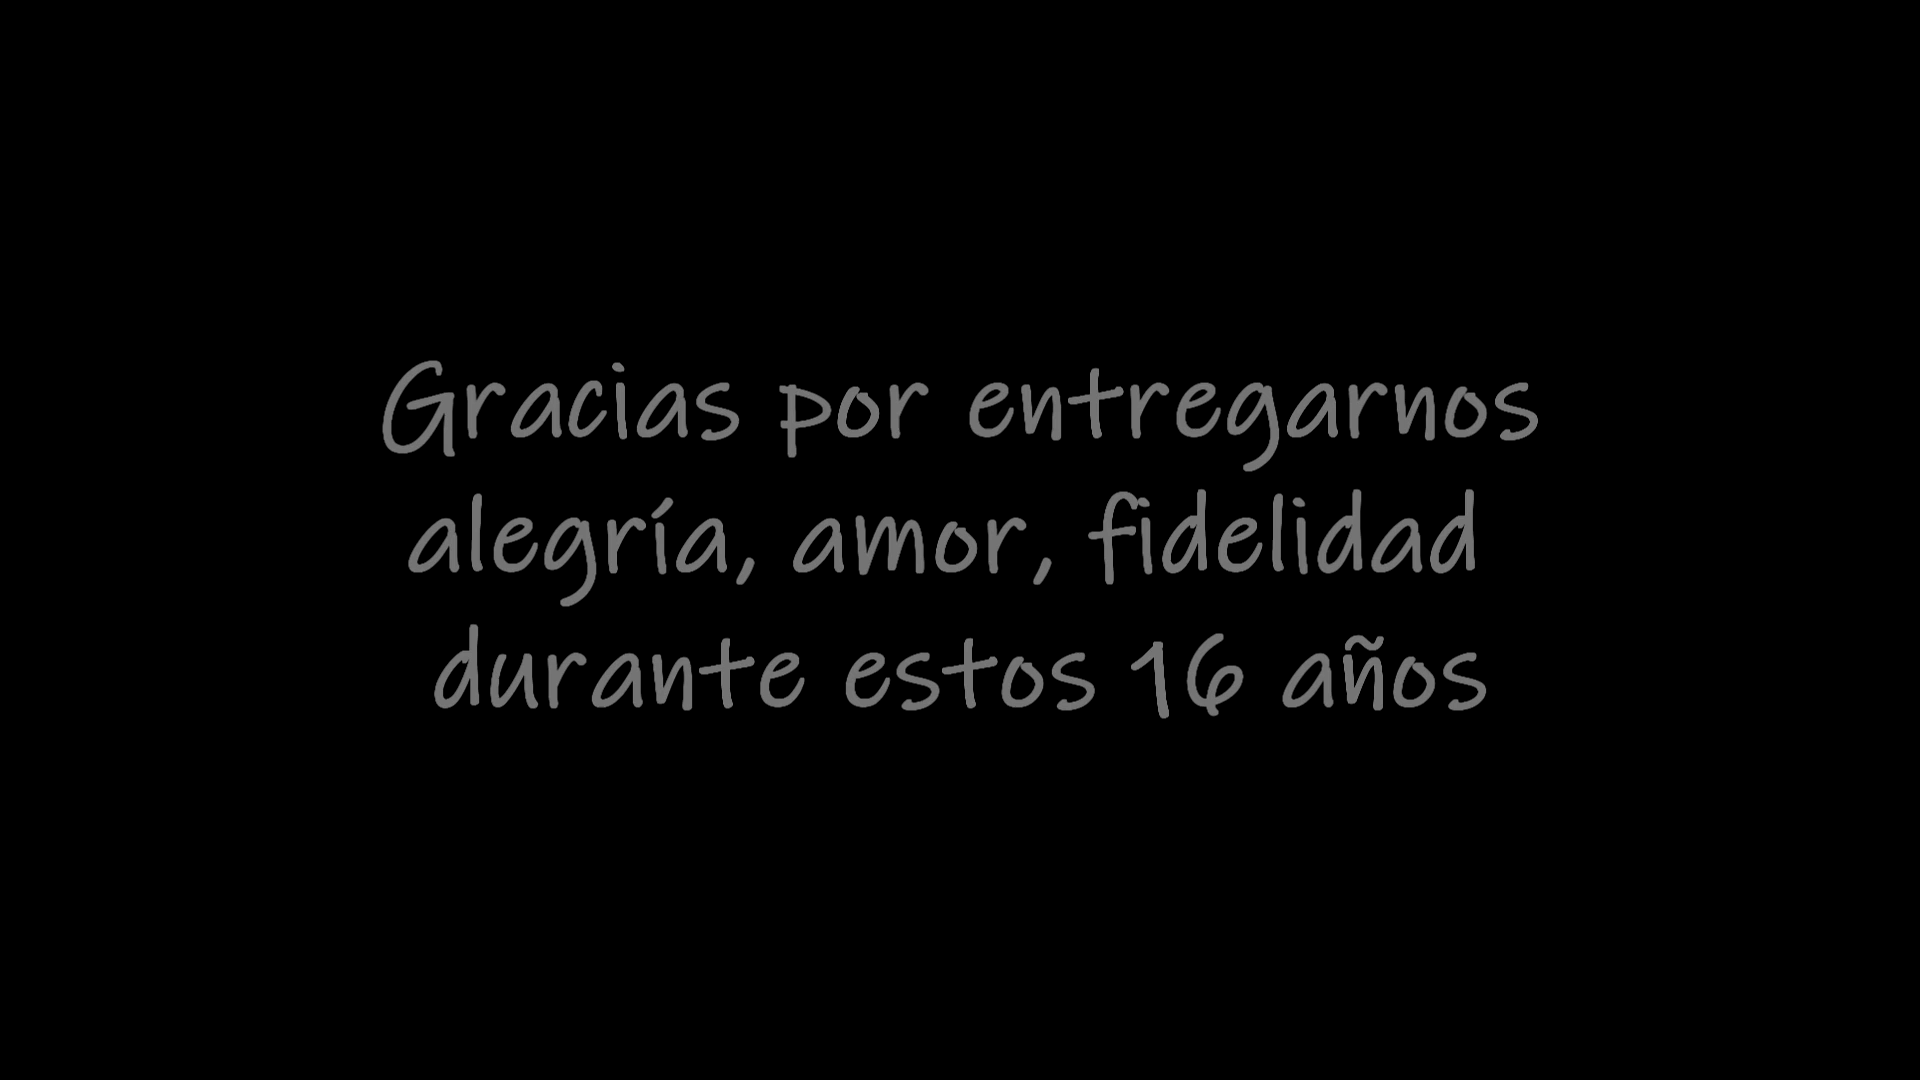 Gracias por entregarnos
alegría, amor, fidelidad
durante estos 16 años